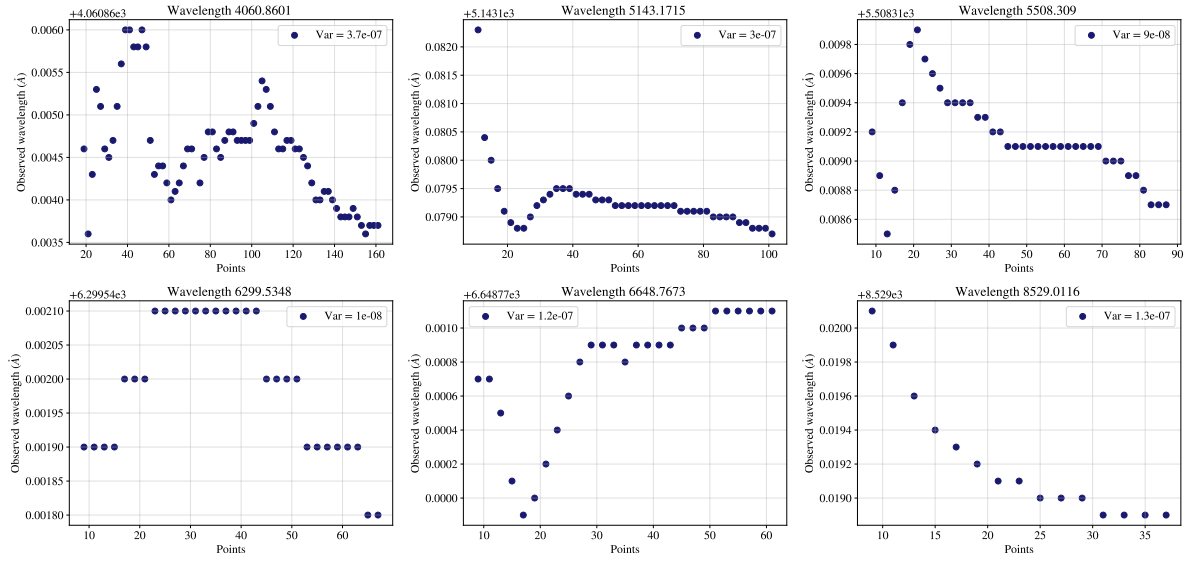 Wavelength 4060.8601
+4.06086e3
Var = 3.7e-07
Observed wavelength (Å)
0.0060
0.0055
0.0050
0.0045
0.0040
0.0035
20 40 60 80 100 120 140 160
Points
Wavelength 5143.1715
+5.1431e3
Var = 3e-07
Observed wavelength (Å)
0.0820
0.0815
0.0810
0.0805
0.0800
0.0795
0.0790
20 40 60 80 100
Points
Wavelength 5508.309
+5.50831e3
Var = 9e-08
Observed wavelength (Å)
0.0098
0.0096
0.0094
0.0092
0.0090
0.0088
0.0086
10 20 30 40 50 60 70 80 90
Points
Wavelength 6299.5348
+6.29954e3
Var = 1e-08
Observed wavelength (Å)
0.00210
0.00205
0.00200
0.00195
0.00190
0.00185
0.00180
10 20 30 40 50 60
Points
Wavelength 6648.7673
+6.64877e3
Var = 1.2e-07
Observed wavelength (Å)
0.0010
0.0008
0.0006
0.0004
0.0002
0.0000
10 20 30 40 50 60
Points
Wavelength 8529.0116
+8.529e3
Var = 1.3e-07
Observed wavelength (Å)
0.0200
0.0198
0.0196
0.0194
0.0192
0.0190
10 15 20 25 30 35
Points